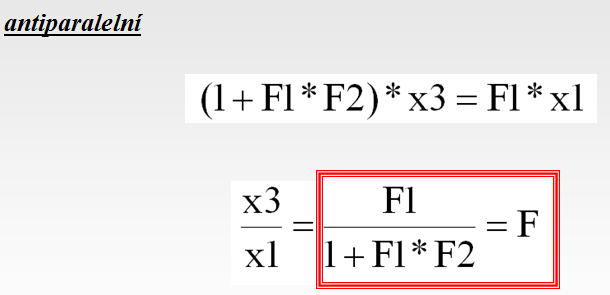 antiparalelní
(1 + F1 * F2) * x3 = F1 * x1
x3/x1 = F1/(1 + F1 * F2) = F